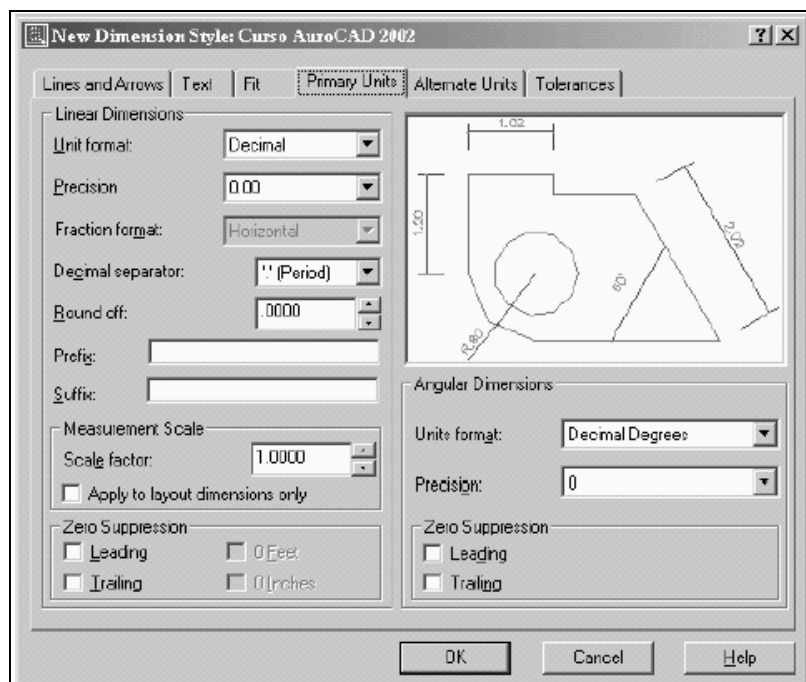 New Dimension Style: Curso AuroCAD 2002
Lines and Arrows Text Fit Primary Units Alternate Units Tolerances
Linear Dimensions
Unit format: Decimal
Precision 0.00
Fraction format: Horizontal
Decimal separator: '.' (Period)
Round off: .0000
Prefix:
Suffix:
Measurement Scale
Scale factor: 1.0000
Apply to layout dimensions only
Zero Suppression
Leading 0 Feet
Trailing 0 Inches
1.02
2.02
60°
R.80
Angular Dimensions
Units format: Decimal Degrees
Precision: 0
Zero Suppression
Leading
Trailing
OK Cancel Help